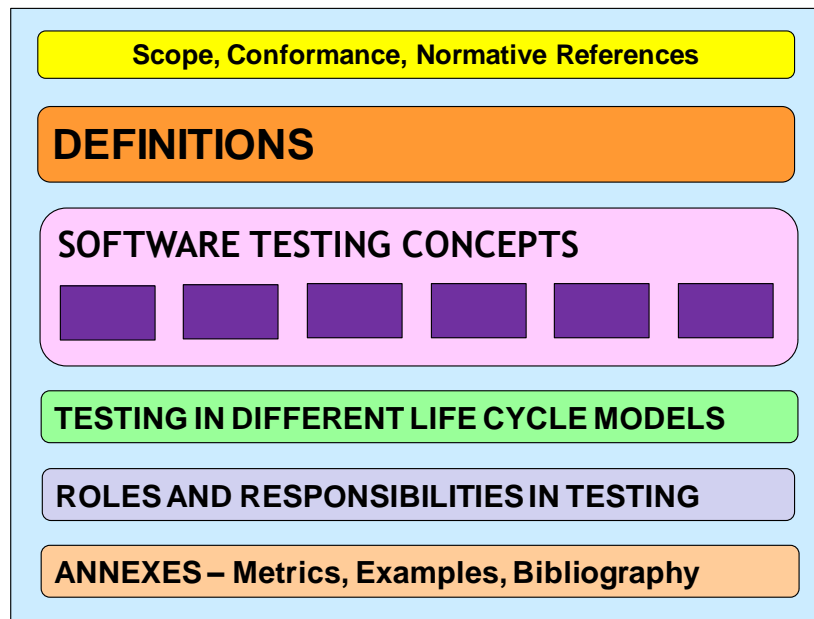 Scope, Conformance, Normative References
DEFINITIONS
SOFTWARE TESTING CONCEPTS
TESTING IN DIFFERENT LIFE CYCLE MODELS
ROLES AND RESPONSIBILITIES IN TESTING
ANNEXES – Metrics, Examples, Bibliography